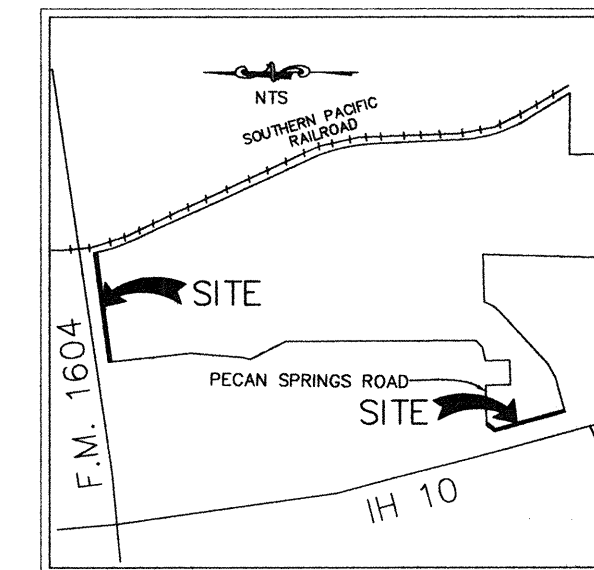 NTS
SOUTHERN PACIFIC
RAILROAD
SITE
F.M. 1604
PECAN SPRINGS ROAD
SITE
IH 10